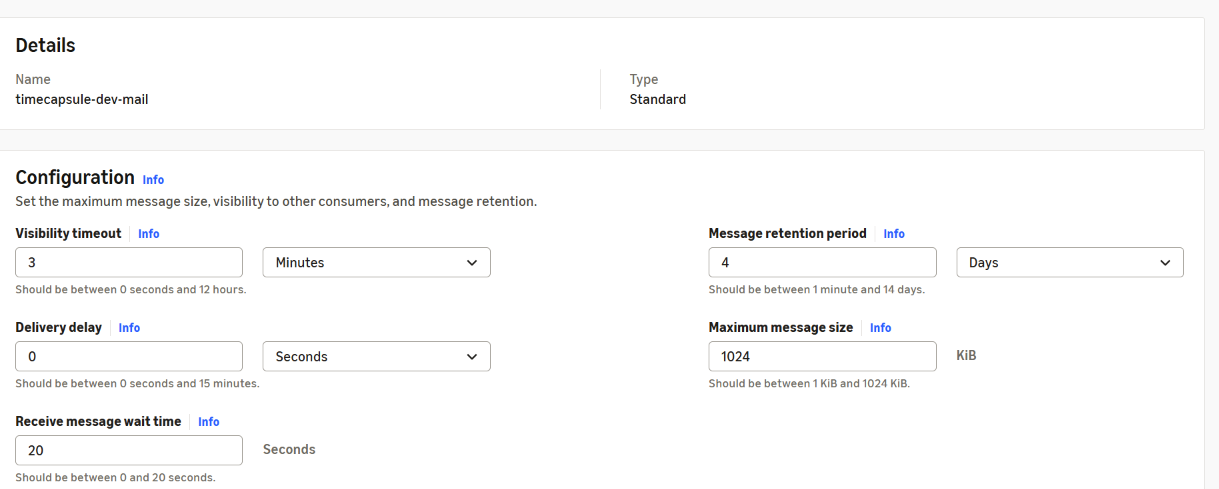 Details
Name
timecapsule-dev-mail
Type
Standard
Configuration Info
Set the maximum message size, visibility to other consumers, and message retention.
Visibility timeout Info
3 Minutes
Should be between 0 seconds and 12 hours.
Message retention period Info
4 Days
Should be between 1 minute and 14 days.
Delivery delay Info
0 Seconds
Should be between 0 seconds and 15 minutes.
Maximum message size Info
1024 KiB
Should be between 1 KiB and 1024 KiB.
Receive message wait time Info
20 Seconds
Should be between 0 and 20 seconds.